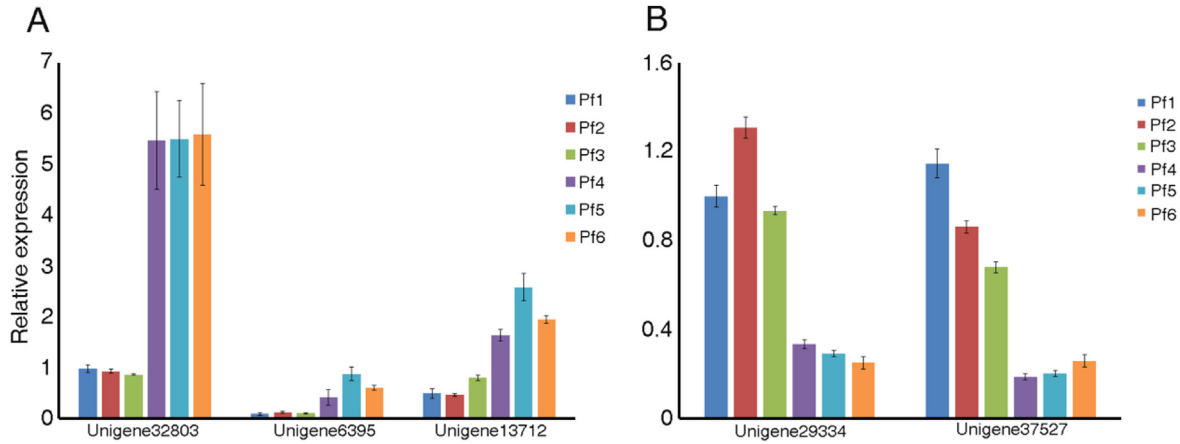 A
7
6
5
4
3
2
1
0
Relative expression
Unigene32803
Unigene6395
Unigene13712
Pf1
Pf2
Pf3
Pf4
Pf5
Pf6
B
1.6
1.2
0.8
0.4
0
Unigene29334
Unigene37527
Pf1
Pf2
Pf3
Pf4
Pf5
Pf6